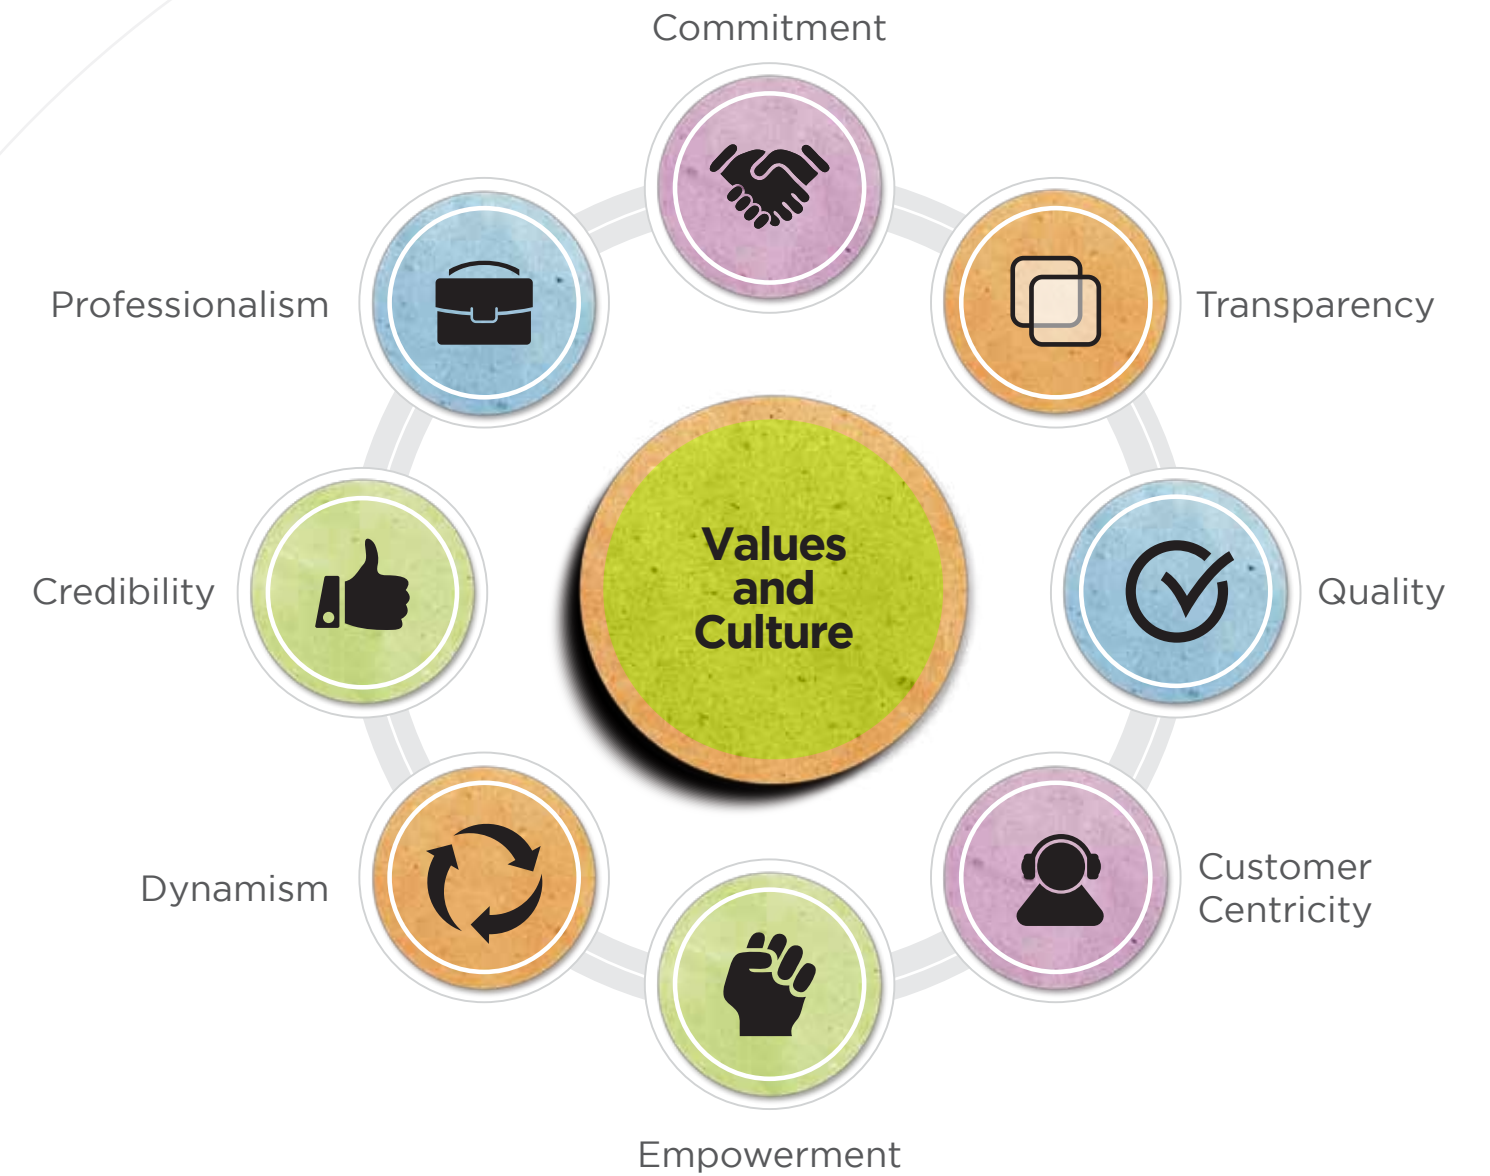 Commitment
Professionalism
Transparency
Values
and
Culture
Credibility
Quality
Dynamism
Customer
Centricity
Empowerment